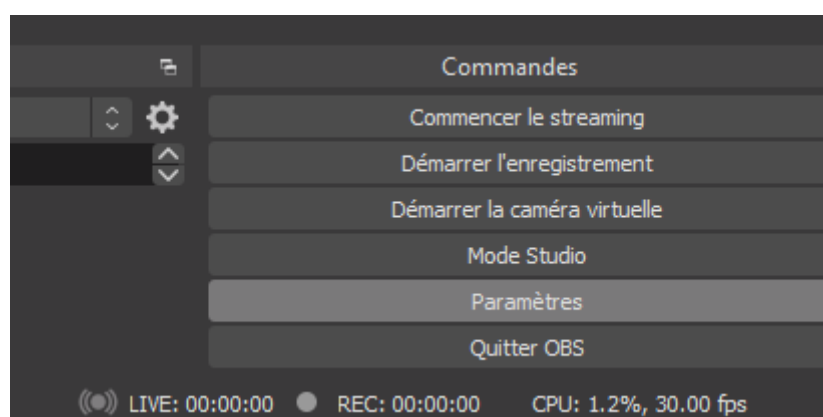 Commandes
Commencer le streaming
Démarrer l'enregistrement
Démarrer la caméra virtuelle
Mode Studio
Paramètres
Quitter OBS
LIVE: 00:00:00 REC: 00:00:00 CPU: 1.2%, 30.00 fps